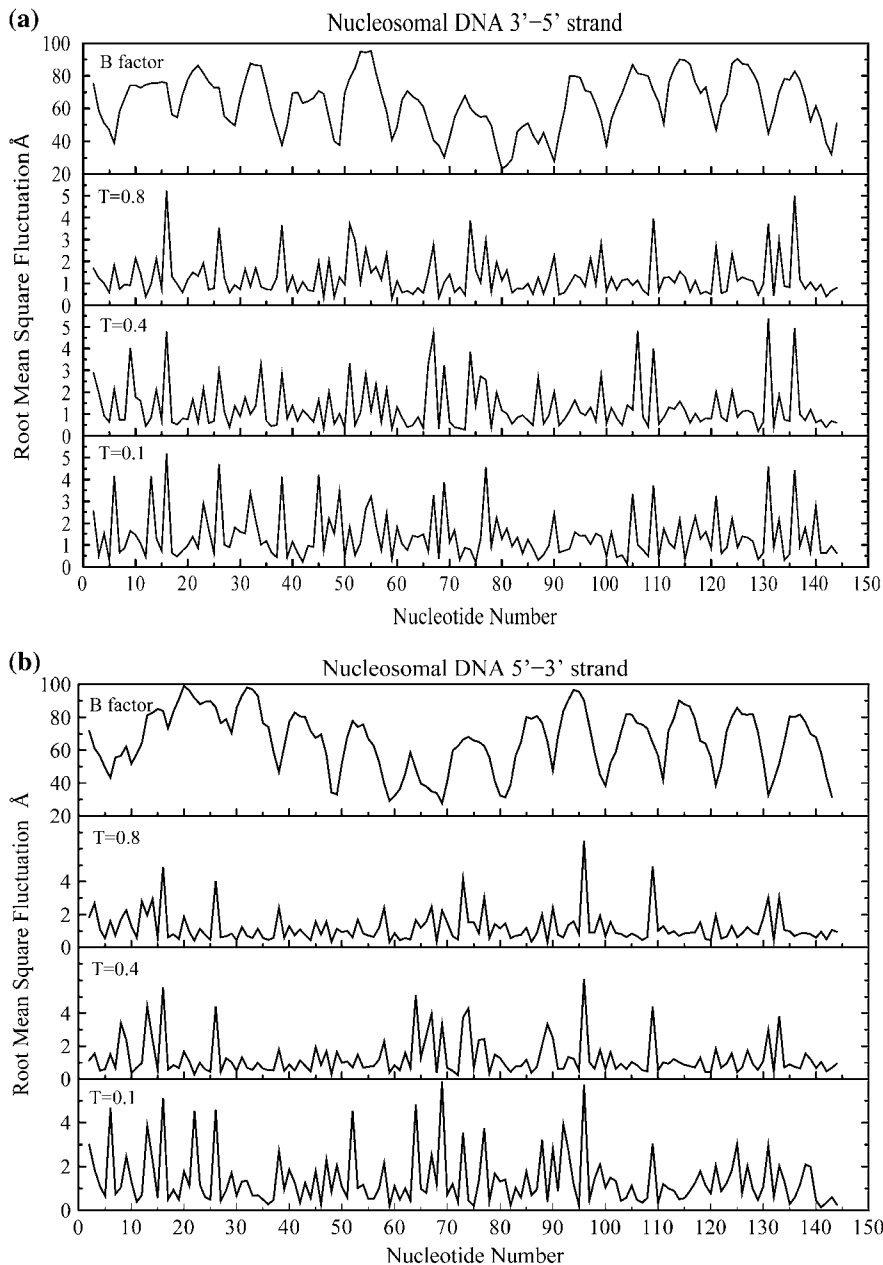 (a)
Nucleosomal DNA 3'−5' strand
Root Mean Square Fluctuation Å
B factor
100
80
60
40
20
T=0.8
5
4
3
2
1
0
T=0.4
5
4
3
2
1
0
T=0.1
5
4
3
2
1
0
0 10 20 30 40 50 60 70 80 90 100 110 120 130 140 150
Nucleotide Number
(b)
Nucleosomal DNA 5'−3' strand
Root Mean Square Fluctuation Å
B factor
100
80
60
40
20
T=0.8
4
2
0
T=0.4
4
2
0
T=0.1
4
2
0
0 10 20 30 40 50 60 70 80 90 100 110 120 130 140 150
Nucleotide Number